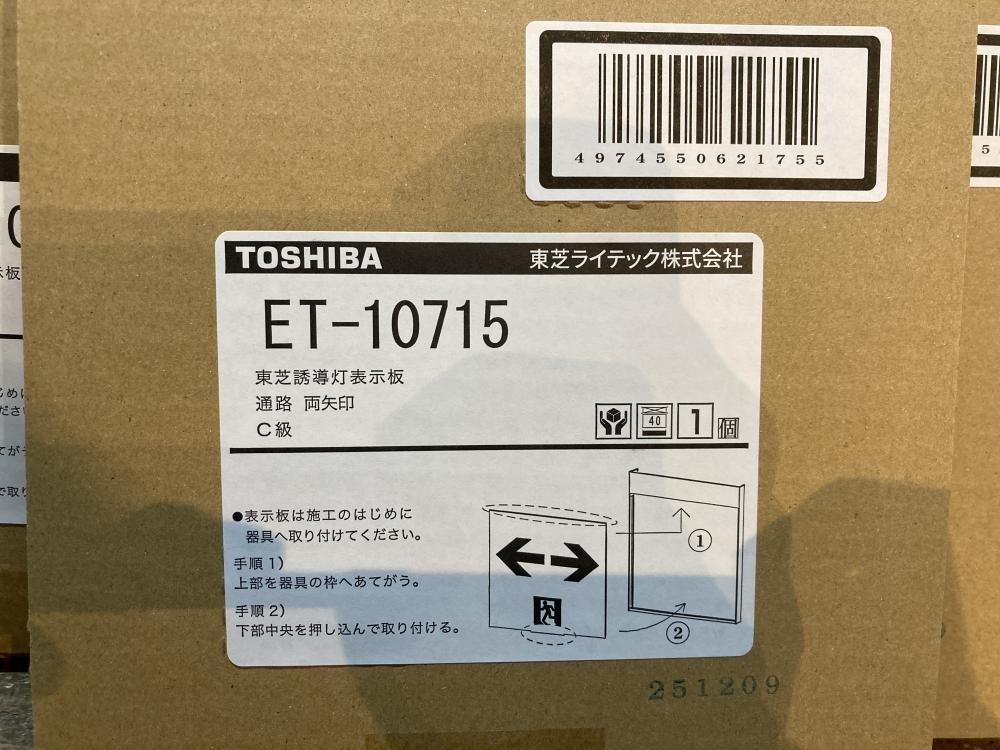 4974550621755
TOSHIBA 東芝ライテック株式会社
ET-10715
東芝誘導灯表示板
通路 両矢印
C級
40 1個
●表示板は施工のはじめに
器具へ取り付けてください。
手順1)
上部を器具の枠へあてがう。
手順2)
下部中央を押し込んで取り付ける。
①
②
251209